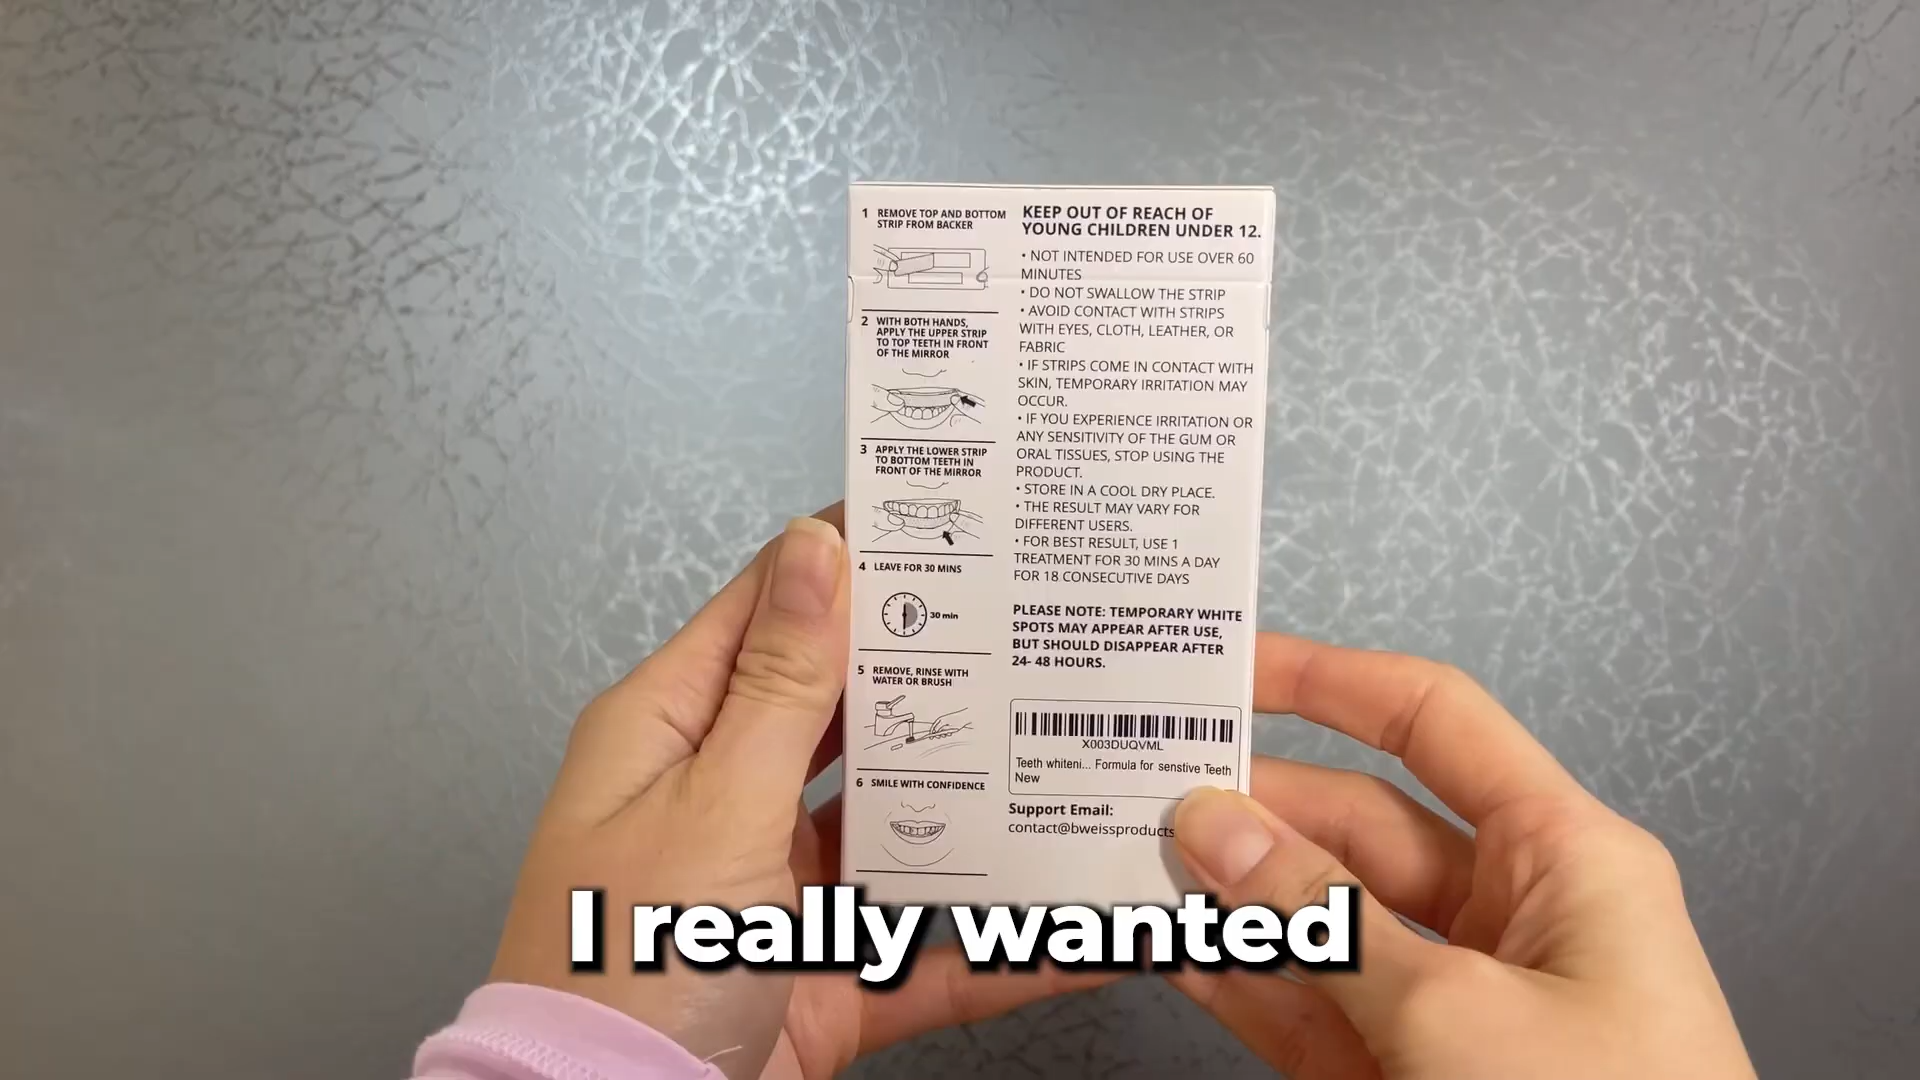 1 REMOVE TOP AND BOTTOM
STRIP FROM BACKER
2 WITH BOTH HANDS,
APPLY THE UPPER STRIP
TO TOP TEETH IN FRONT
OF THE MIRROR
3 APPLY THE LOWER STRIP
TO BOTTOM TEETH IN
FRONT OF THE MIRROR
4 LEAVE FOR 30 MINS
30 min
5 REMOVE, RINSE WITH
WATER OR BRUSH
6 SMILE WITH CONFIDENCE
KEEP OUT OF REACH OF
YOUNG CHILDREN UNDER 12.
• NOT INTENDED FOR USE OVER 60
MINUTES
• DO NOT SWALLOW THE STRIP
• AVOID CONTACT WITH STRIPS
WITH EYES, CLOTH, LEATHER, OR
FABRIC
• IF STRIPS COME IN CONTACT WITH
SKIN, TEMPORARY IRRITATION MAY
OCCUR.
• IF YOU EXPERIENCE IRRITATION OR
ANY SENSITIVITY OF THE GUM OR
ORAL TISSUES, STOP USING THE
PRODUCT.
• STORE IN A COOL DRY PLACE.
• THE RESULT MAY VARY FOR
DIFFERENT USERS.
• FOR BEST RESULT, USE 1
TREATMENT FOR 30 MINS A DAY
FOR 18 CONSECUTIVE DAYS
PLEASE NOTE: TEMPORARY WHITE
SPOTS MAY APPEAR AFTER USE,
BUT SHOULD DISAPPEAR AFTER
24- 48 HOURS.
X003DUQVML
Teeth whiteni... Formula for senstive Teeth
New
Support Email:
contact@bweissproducts
I really wanted